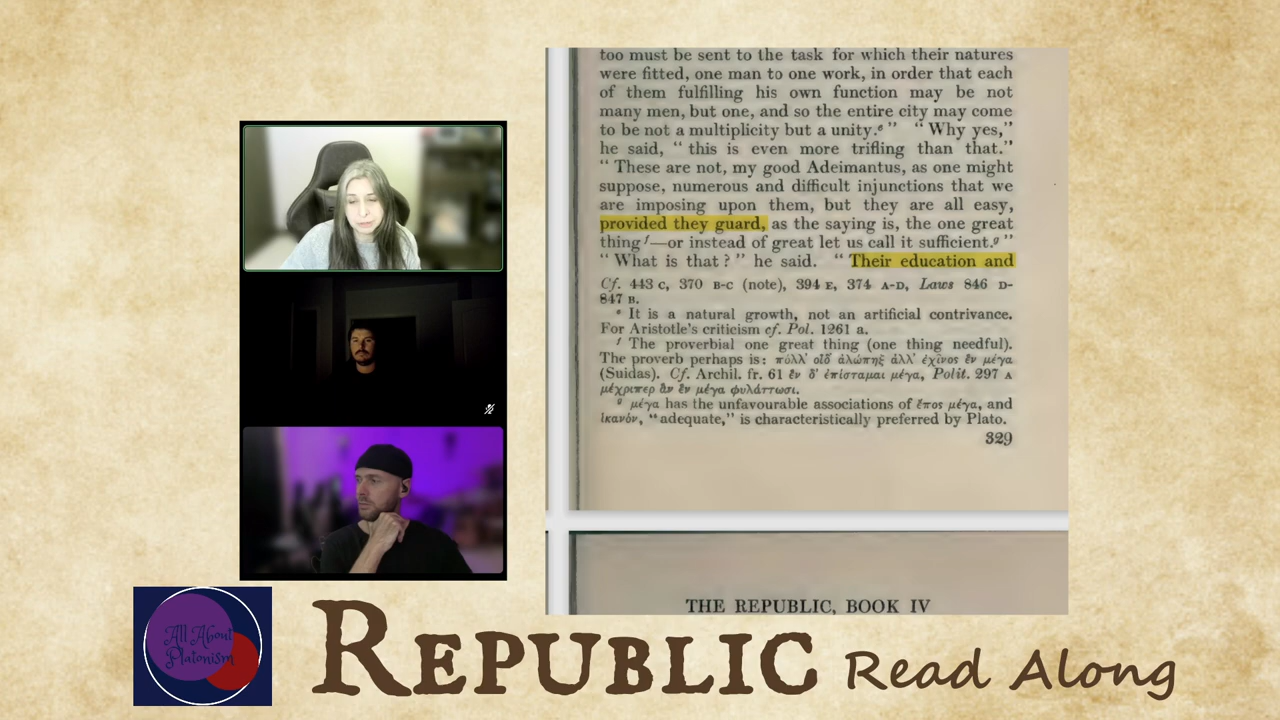 too must be sent to the task for which their natures
were fitted, one man to one work, in order that each
of them fulfilling his own function may be not
many men, but one, and so the entire city may come
to be not a multiplicity but a unity.ᵉ ” “ Why yes,”
he said, “ this is even more trifling than that.”
“ These are not, my good Adeimantus, as one might
suppose, numerous and difficult injunctions that we
are imposing upon them, but they are all easy,
provided they guard, as the saying is, the one great
thing ᶠ—or instead of great let us call it sufficient.ᵍ ”
“ What is that ? ” he said. “ Their education and
Cf. 443 C, 370 B-C (note), 394 E, 374 A-D, Laws 846 D-
847 B.
ᵉ It is a natural growth, not an artificial contrivance.
For Aristotle’s criticism cf. Pol. 1261 a.
ᶠ The proverbial one great thing (one thing needful).
The proverb perhaps is : πόλλ’ οἶδ’ ἀλώπηξ ἀλλ’ ἐχῖνος ἓν μέγα
(Suidas). Cf. Archil. fr. 61 ἓν δ’ ἐπίσταμαι μέγα, Polit. 297 A
μέχριπερ ἂν ἓν μέγα φυλάττωσι.
ᵍ μέγα has the unfavourable associations of ἔπος μέγα, and
ἱκανόν, “adequate,” is characteristically preferred by Plato.
329
THE REPUBLIC, BOOK IV
All About
Platonism
REPUBLIC Read Along